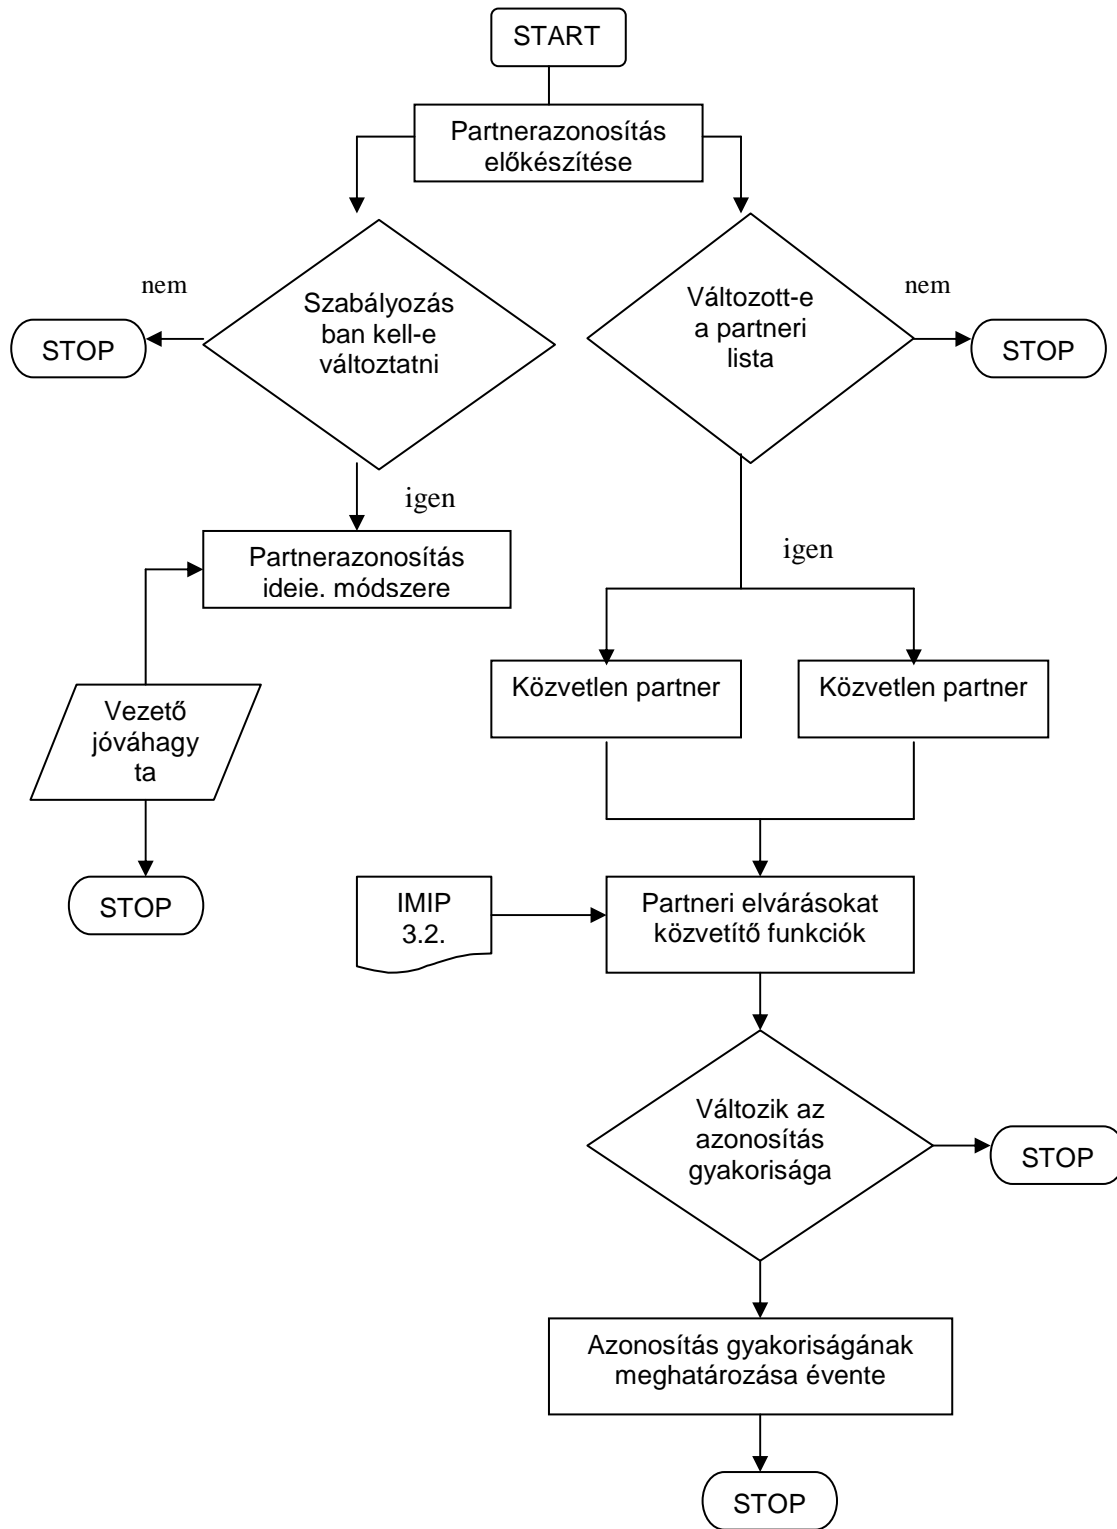 START
Partnerazonosítás
előkészítése
nem
Szabályozás
ban kell-e
változtatni
STOP
Változott-e
a partneri
lista
nem
STOP
igen
Partnerazonosítás
ideie. módszere
igen
Vezető
jóváhagy
ta
STOP
Közvetlen partner
Közvetlen partner
IMIP
3.2.
Partneri elvárásokat
közvetítő funkciók
Változik az
azonosítás
gyakorisága
STOP
Azonosítás gyakoriságának
meghatározása évente
STOP